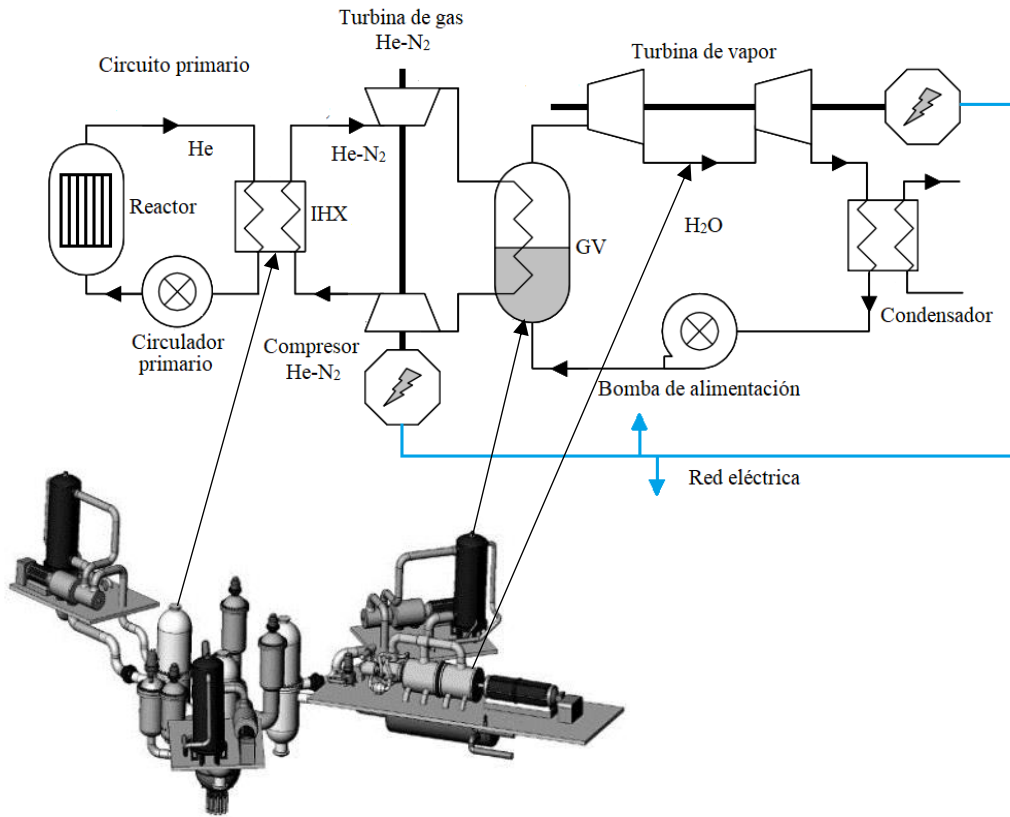 Turbina de gas
He-N₂
Turbina de vapor
Circuito primario
He
He-N₂
Reactor
IHX
GV
H₂O
Circulador
primario
Compresor
He-N₂
Condensador
Bomba de alimentación
Red eléctrica